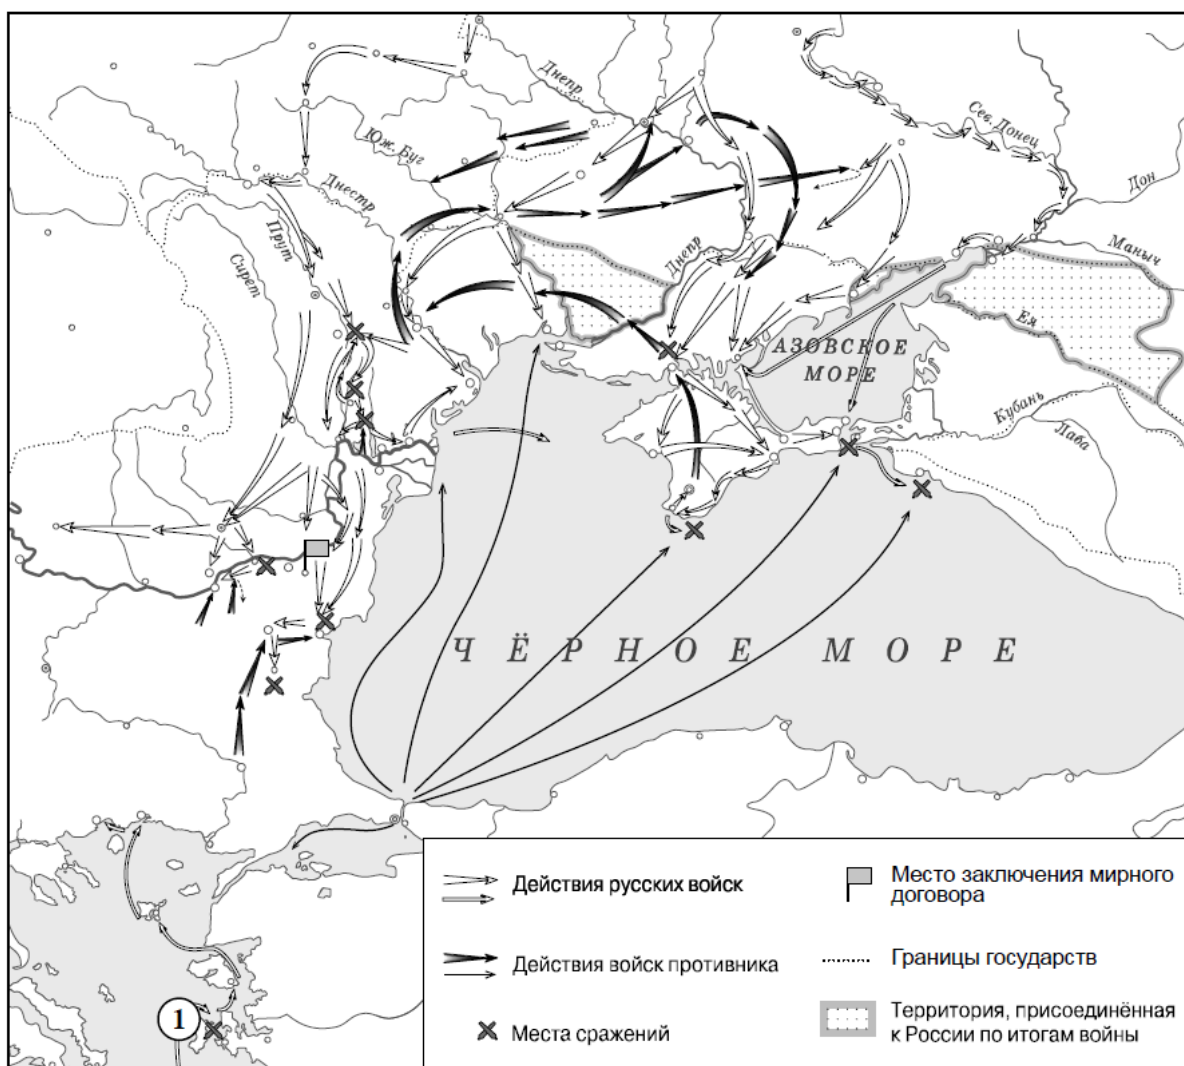 Днепр
Юж. Буг
Сев. Донец
Днестр
Дон
Прут
Сирет
Днепр
Маныч
Ея
АЗОВСКОЕ
МОРЕ
Кубань
Лаба
ЧЁРНОЕ МОРЕ
1
Действия русских войск
Действия войск противника
Места сражений
Место заключения мирного
договора
Границы государств
Территория, присоединённая
к России по итогам войны